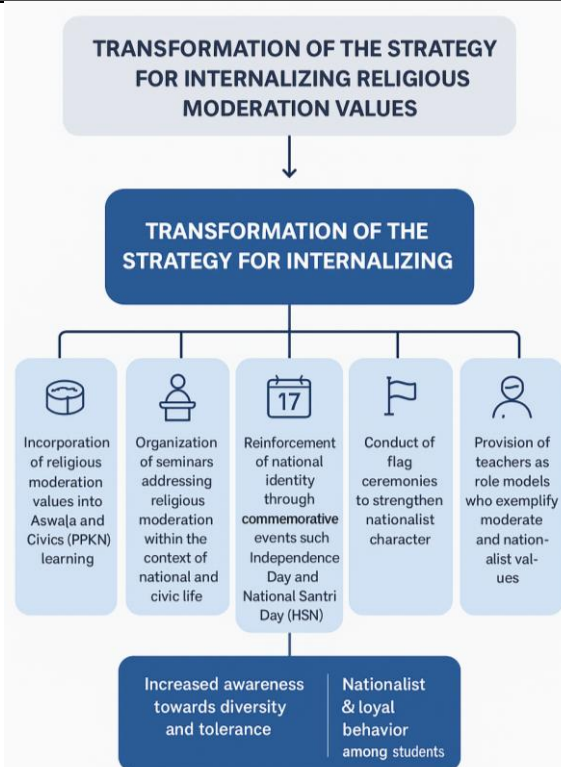 TRANSFORMATION OF THE STRATEGY
FOR INTERNALIZING RELIGIOUS
MODERATION VALUES
TRANSFORMATION OF THE
STRATEGY FOR INTERNALIZING
Incorporation
of religious
moderation
values into
Aswaļa and
Civics (PPKN)
learning
Organization
of seminars
addressing
religious
moderation
within the
context of
national and
civic life
17
Reinforcement
of national
identity
through
commemorative
events such
Independence
Day and
National Santri
Day (HSN)
Conduct of
flag
ceremonies
to strengthen
nationalist
character
Provision of
teachers as
role models
who exemplify
moderate
and nation-
alist val-
ues
Increased awareness
towards diversity
and tolerance
Nationalist
& loyal
behavior
among students